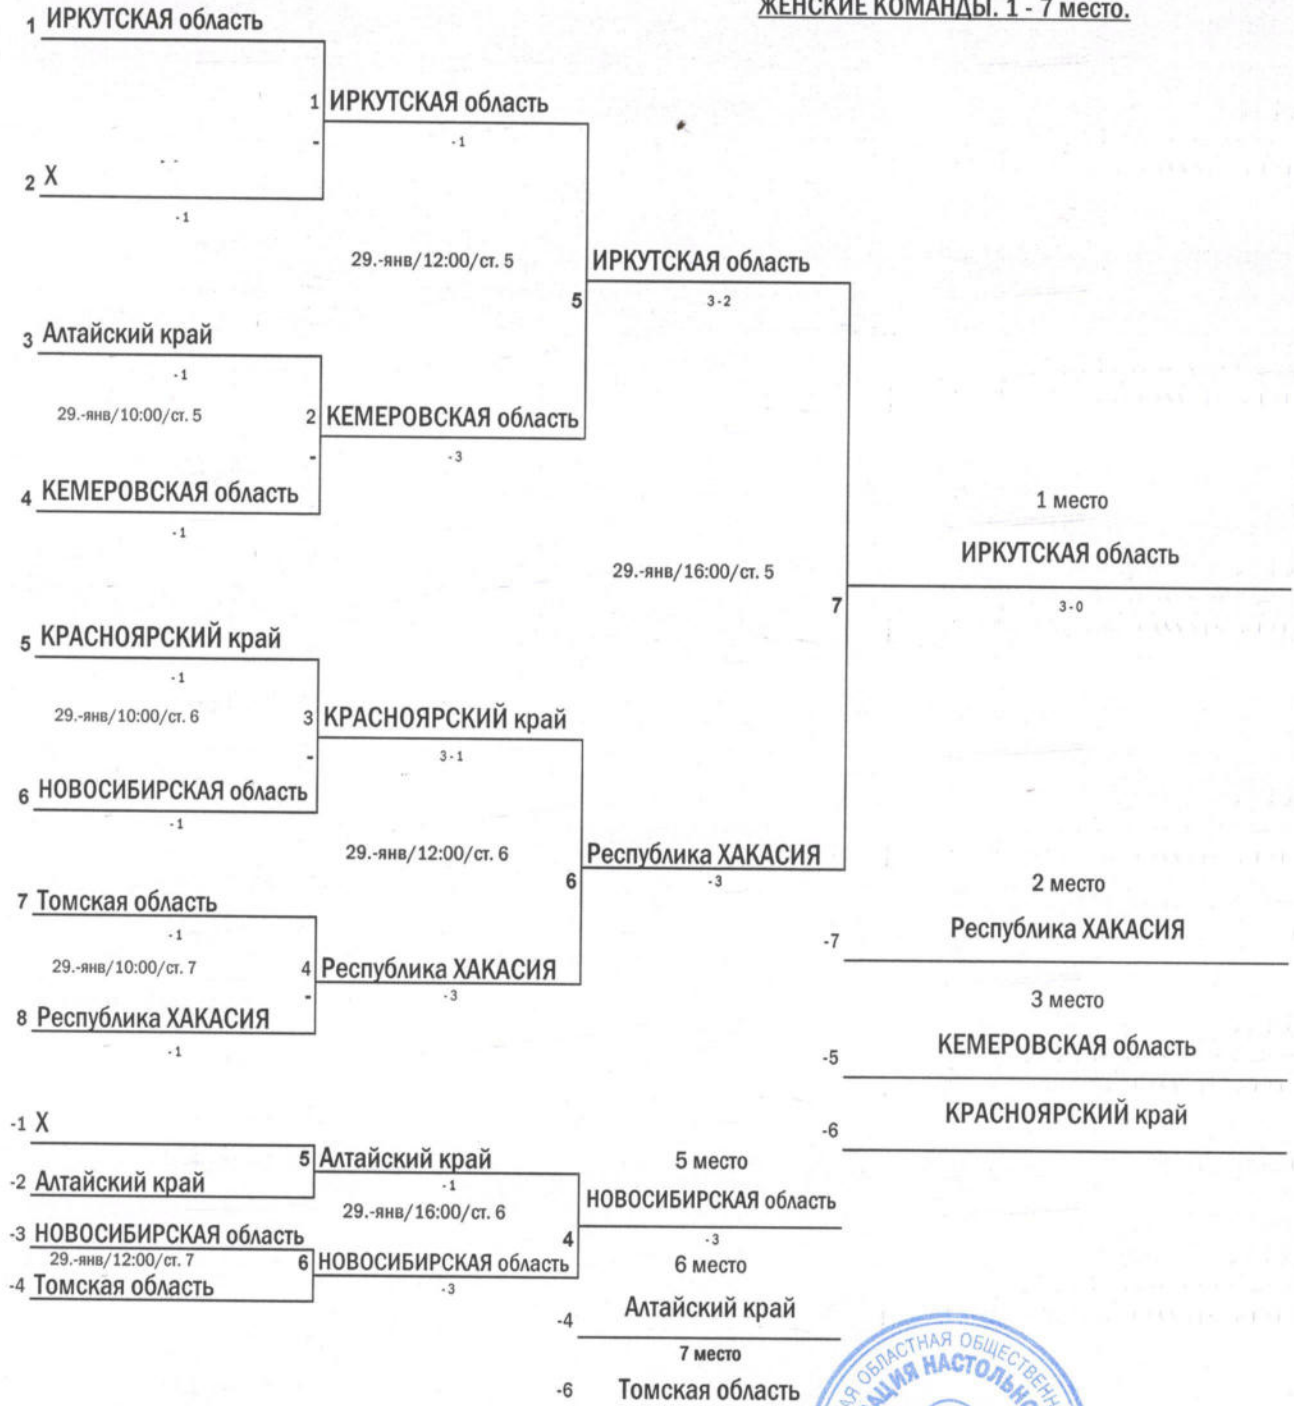 ЖЕНСКИЕ КОМАНДЫ. 1 - 7 место.
1 ИРКУТСКАЯ область
1 ИРКУТСКАЯ область
-
-1
2 X
-1
29.-янв/12:00/ст. 5
ИРКУТСКАЯ область
5
3-2
3 Алтайский край
-1
29.-янв/10:00/ст. 5
2 КЕМЕРОВСКАЯ область
-
-3
4 КЕМЕРОВСКАЯ область
-1
1 место
ИРКУТСКАЯ область
29.-янв/16:00/ст. 5
7
3-0
5 КРАСНОЯРСКИЙ край
-1
29.-янв/10:00/ст. 6
3 КРАСНОЯРСКИЙ край
-
3-1
6 НОВОСИБИРСКАЯ область
-1
29.-янв/12:00/ст. 6
Республика ХАКАСИЯ
6
-3
7 Томская область
-1
29.-янв/10:00/ст. 7
4 Республика ХАКАСИЯ
-
-3
8 Республика ХАКАСИЯ
-1
2 место
-7 Республика ХАКАСИЯ
3 место
-5 КЕМЕРОВСКАЯ область
-6 КРАСНОЯРСКИЙ край
-1 X
5 Алтайский край
-1
-2 Алтайский край
29.-янв/16:00/ст. 6
5 место
НОВОСИБИРСКАЯ область
4
-3
-3 НОВОСИБИРСКАЯ область
29.-янв/12:00/ст. 7
6 НОВОСИБИРСКАЯ область
-3
-4 Томская область
6 место
-4 Алтайский край
7 место
-6 Томская область
ОБЛАСТНАЯ